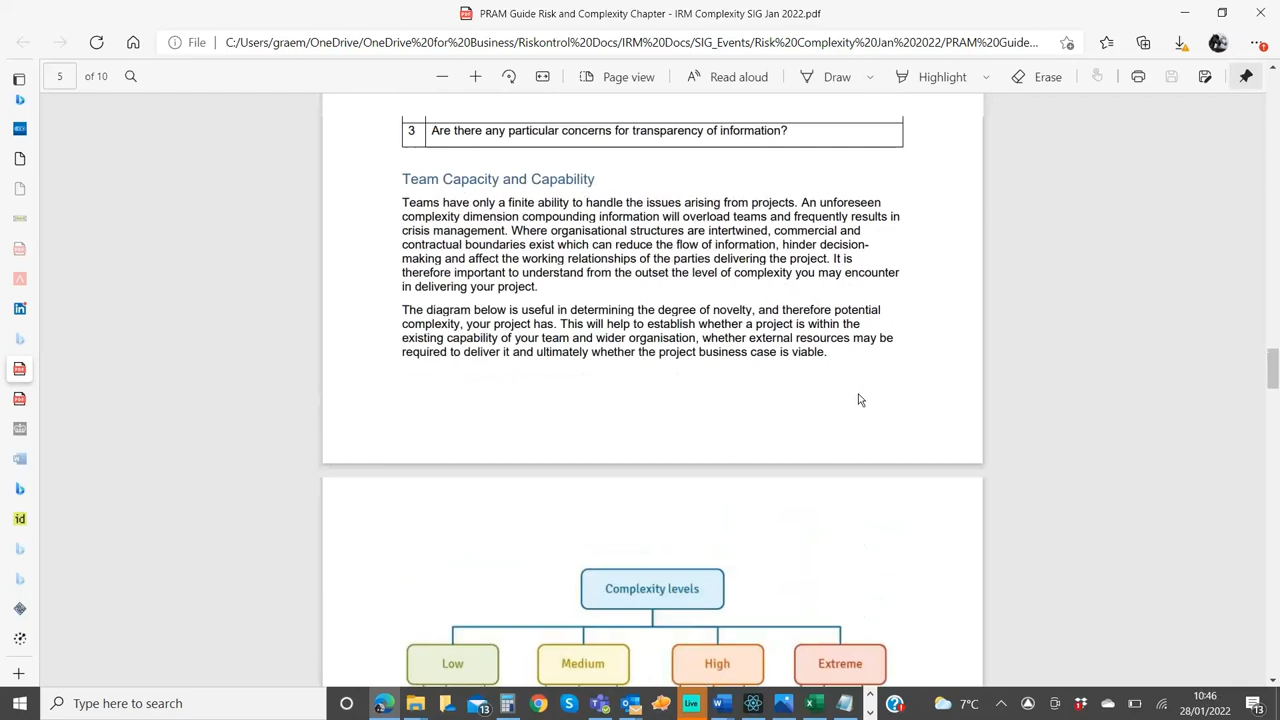 PRAM Guide Risk and Complexity Chapter - IRM Complexity SIG Jan 2022.pdf
File
C:/Users/graem/OneDrive/OneDrive%20for%20Business/Riskontrol%20Docs/IRM%20Docs/SIG_Events/Risk%20Complexity%20Jan%202022/PRAM%20Guide...
5 of 10
Page view
Read aloud
Draw
Highlight
Erase
3 Are there any particular concerns for transparency of information?
Team Capacity and Capability
Teams have only a finite ability to handle the issues arising from projects. An unforeseen
complexity dimension compounding information will overload teams and frequently results in
crisis management. Where organisational structures are intertwined, commercial and
contractual boundaries exist which can reduce the flow of information, hinder decision-
making and affect the working relationships of the parties delivering the project. It is
therefore important to understand from the outset the level of complexity you may encounter
in delivering your project.
The diagram below is useful in determining the degree of novelty, and therefore potential
complexity, your project has. This will help to establish whether a project is within the
existing capability of your team and wider organisation, whether external resources may be
required to deliver it and ultimately whether the project business case is viable.
Complexity levels
Low
Medium
High
Extreme
id
in
Type here to search
13
Live
7°C
10:46
28/01/2022
13